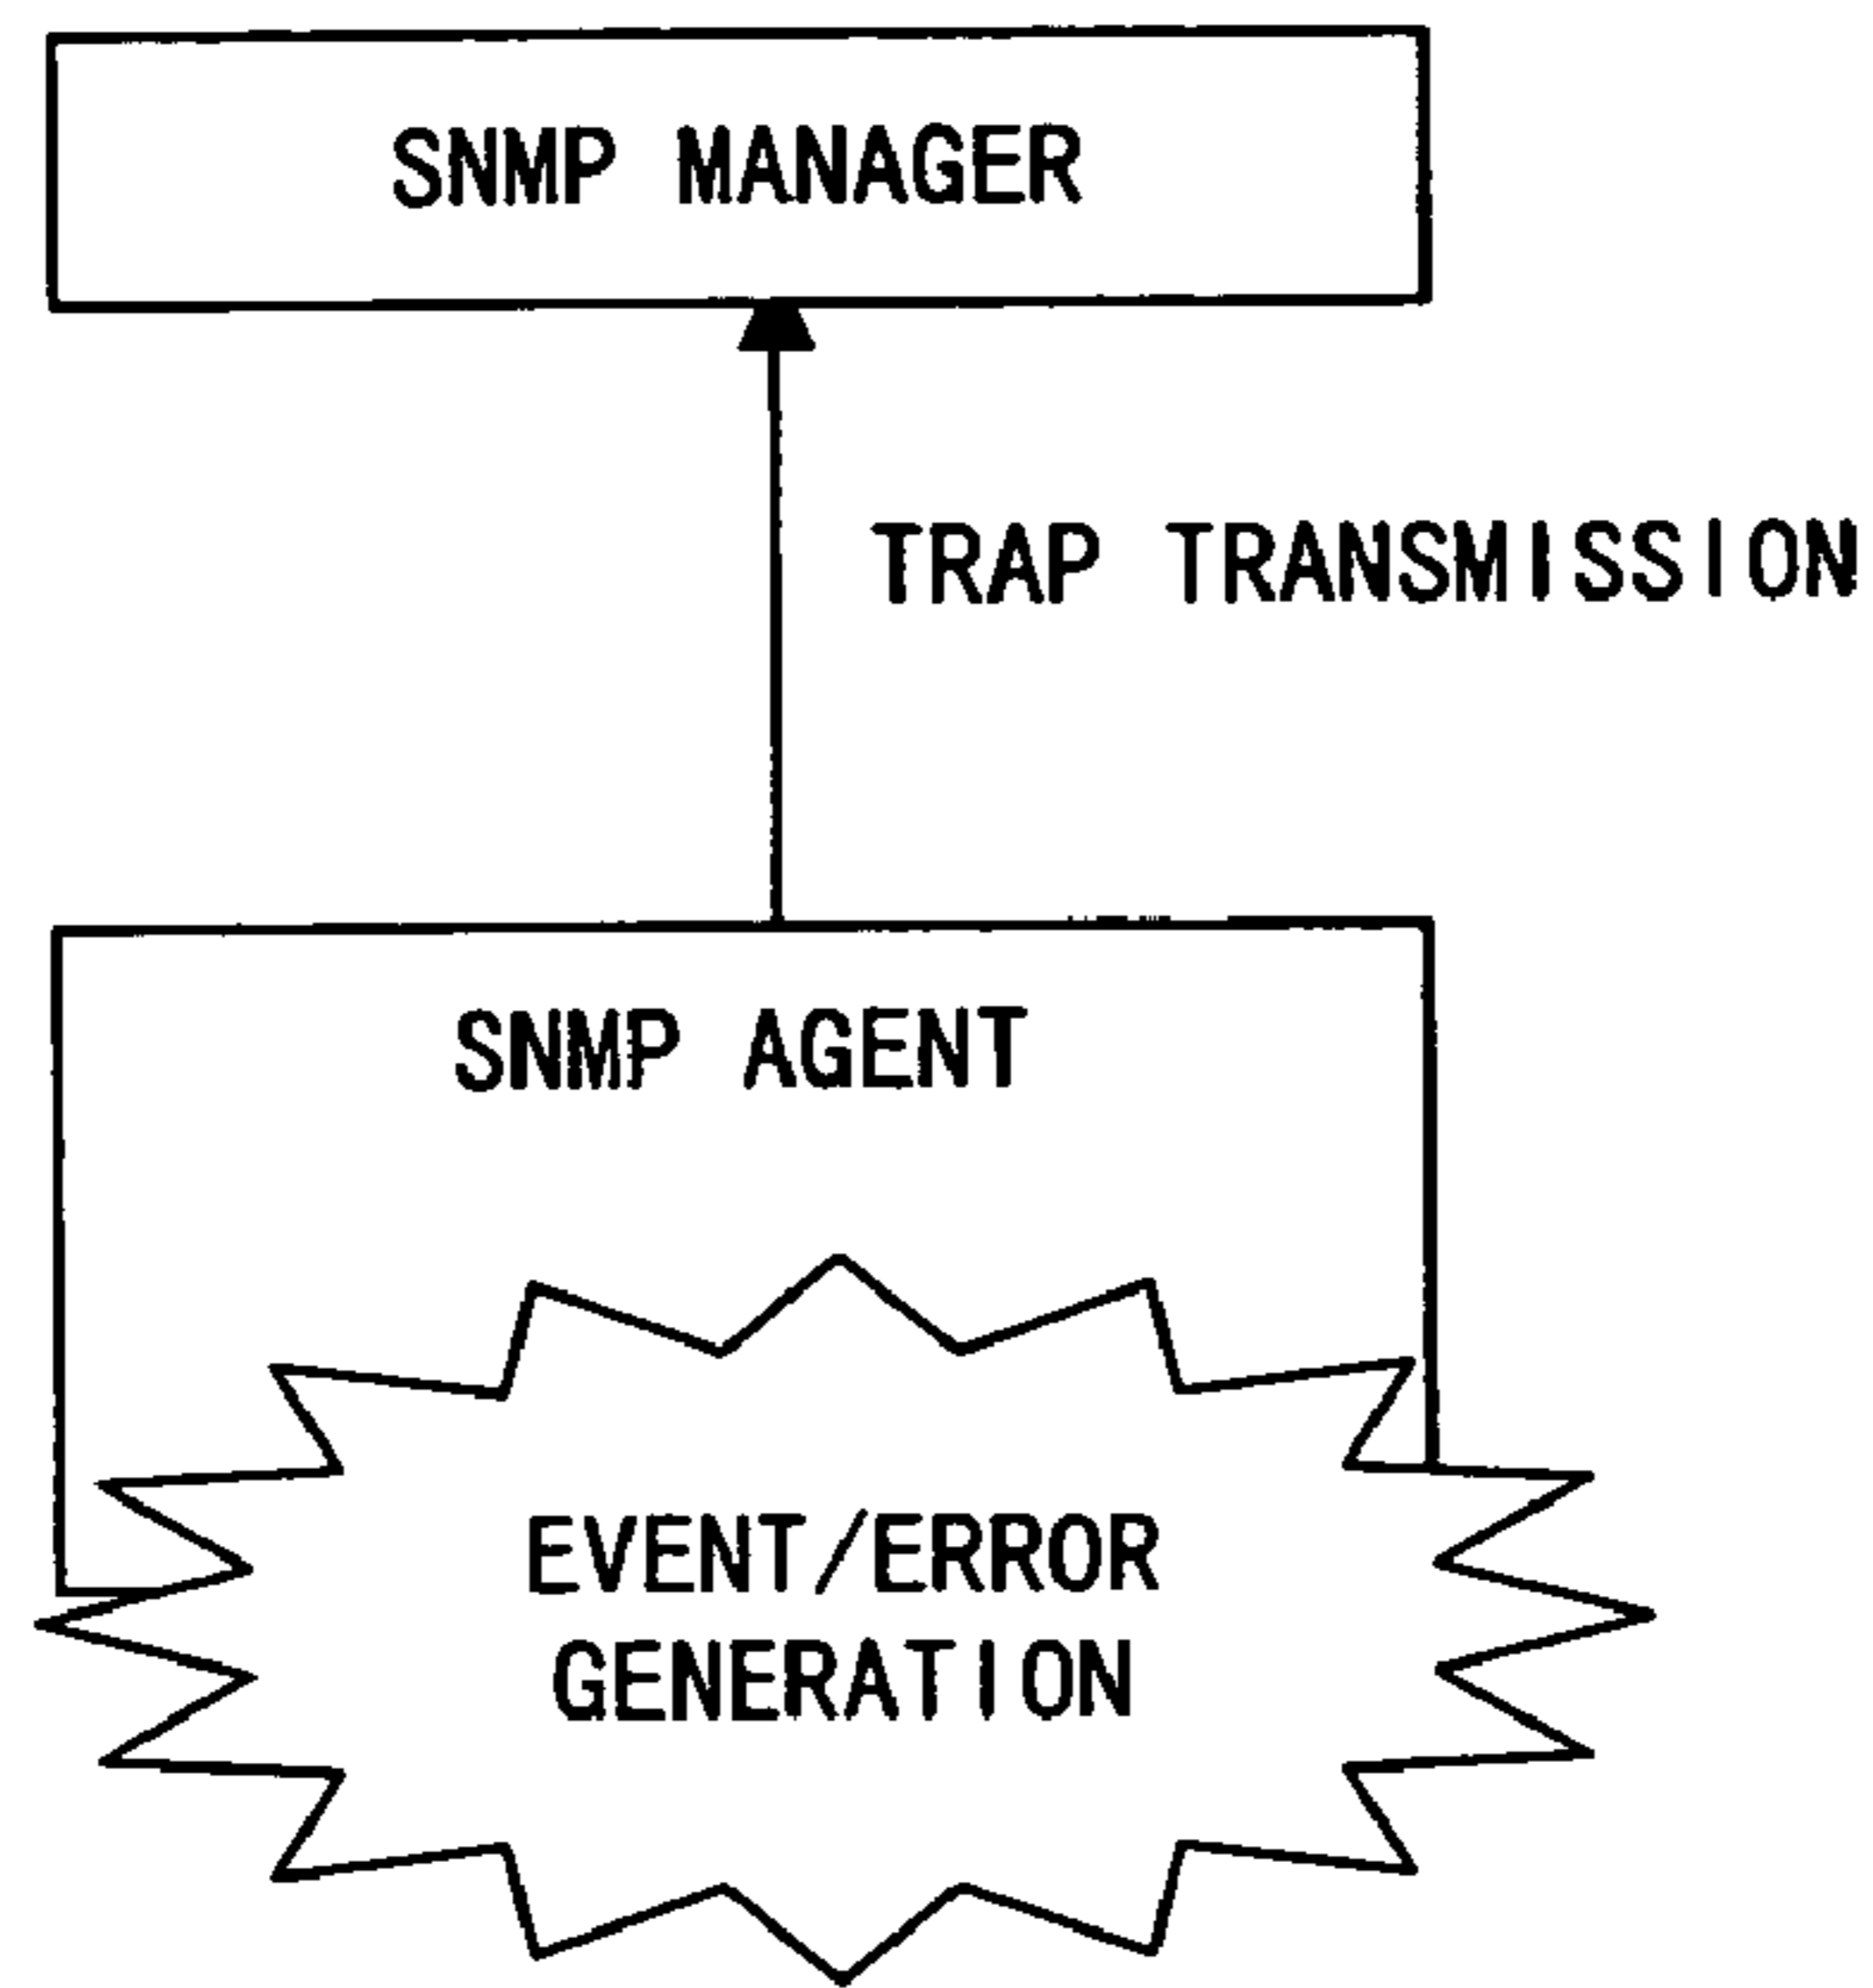 SNMP MANAGER
TRAP TRANSMISSION
SNMP AGENT
EVENT/ERROR
GENERATION